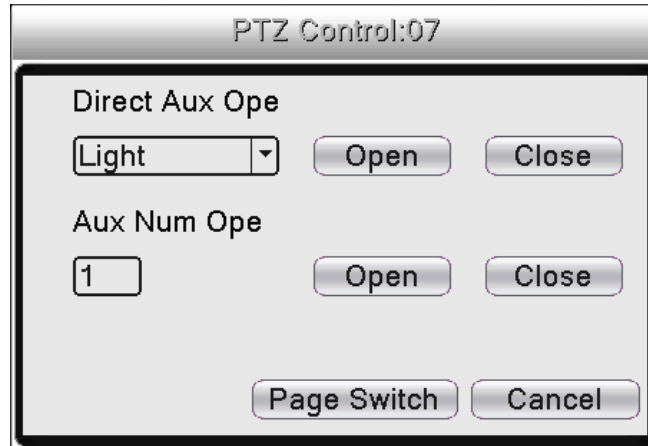 PTZ Control:07
Direct Aux Ope
Light Open Close
Aux Num Ope
1 Open Close
Page Switch Cancel